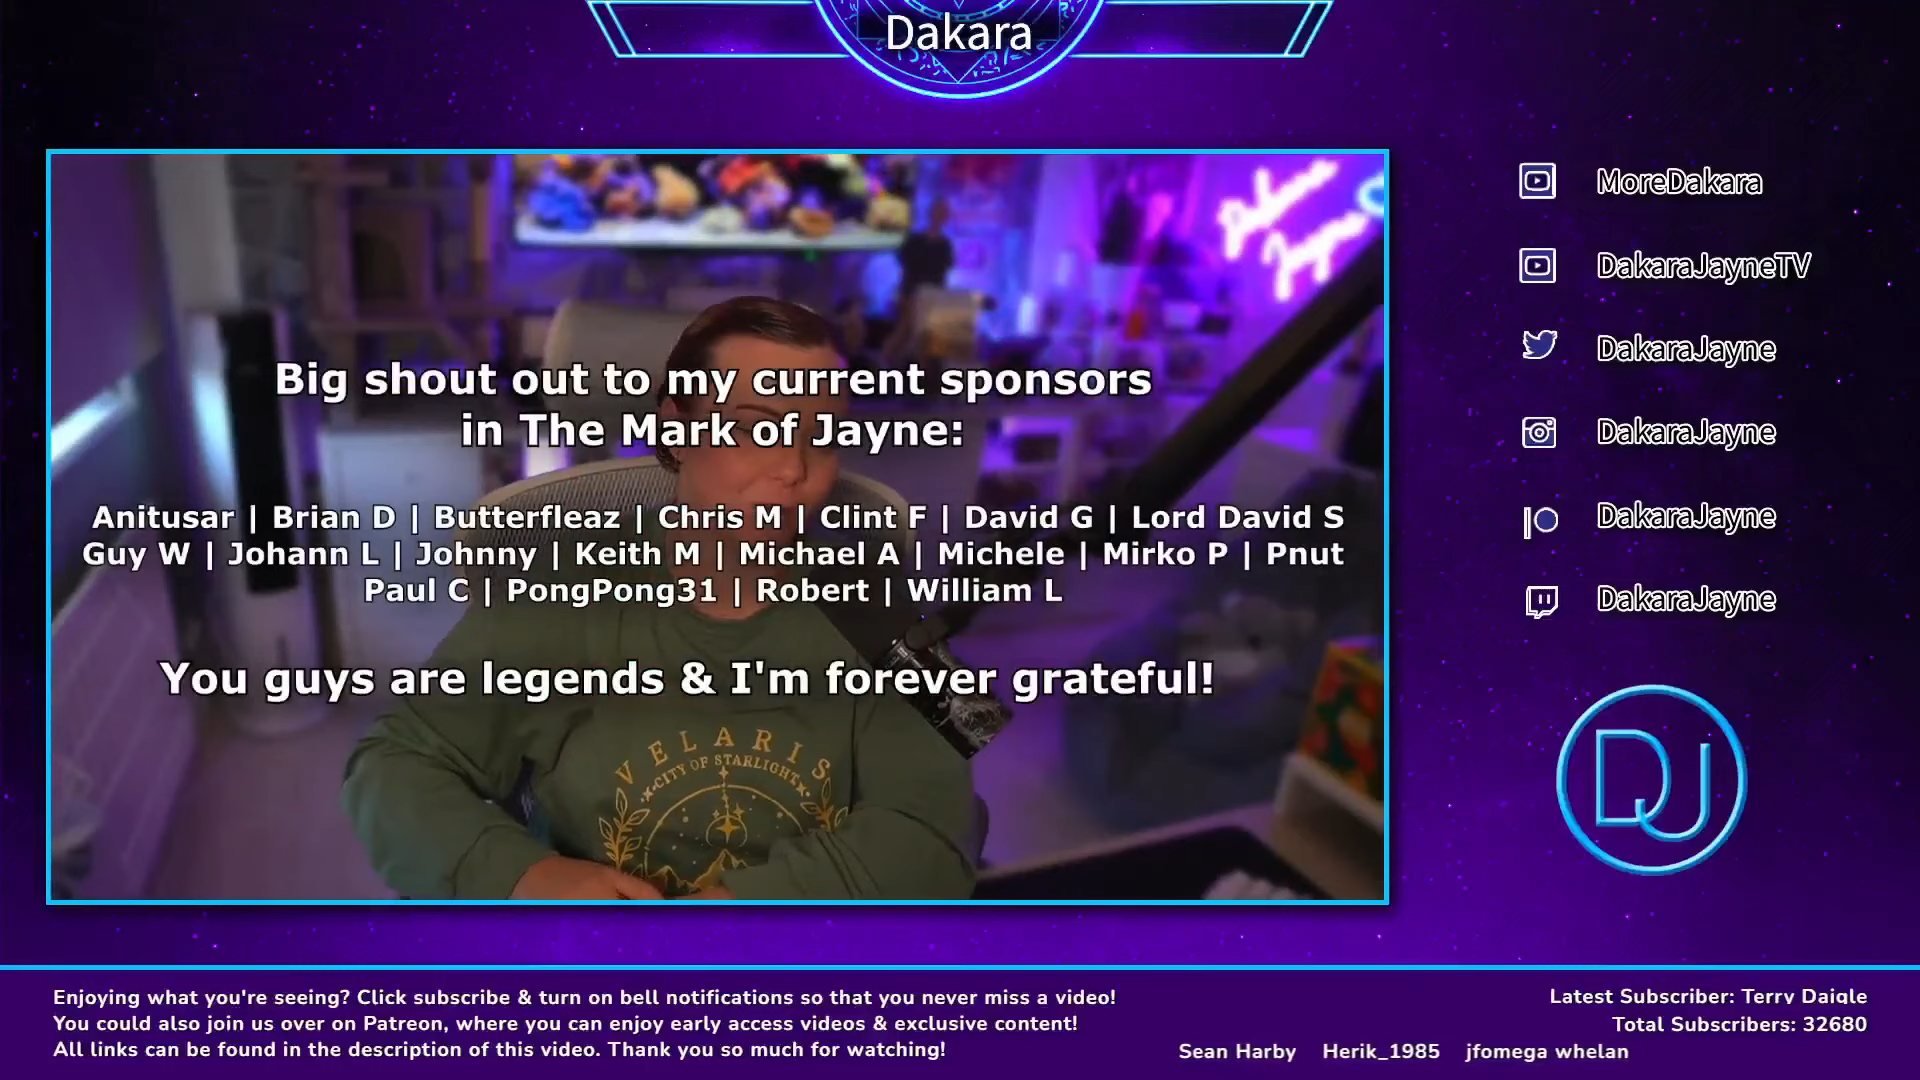 Dakara
Dakara
Jayne
MoreDakara
DakaraJayneTV
DakaraJayne
DakaraJayne
DakaraJayne
DakaraJayne
Big shout out to my current sponsors
in The Mark of Jayne:
Anitusar | Brian D | Butterfleaz | Chris M | Clint F | David G | Lord David S
Guy W | Johann L | Johnny | Keith M | Michael A | Michele | Mirko P | Pnut
Paul C | PongPong31 | Robert | William L
You guys are legends & I'm forever grateful!
VELARIS
CITY OF STARLIGHT
DJ
Enjoying what you're seeing? Click subscribe & turn on bell notifications so that you never miss a video!
You could also join us over on Patreon, where you can enjoy early access videos & exclusive content!
All links can be found in the description of this video. Thank you so much for watching!
Latest Subscriber: Terry Daigle
Total Subscribers: 32680
Sean Harby Herik_1985 jfomega whelan